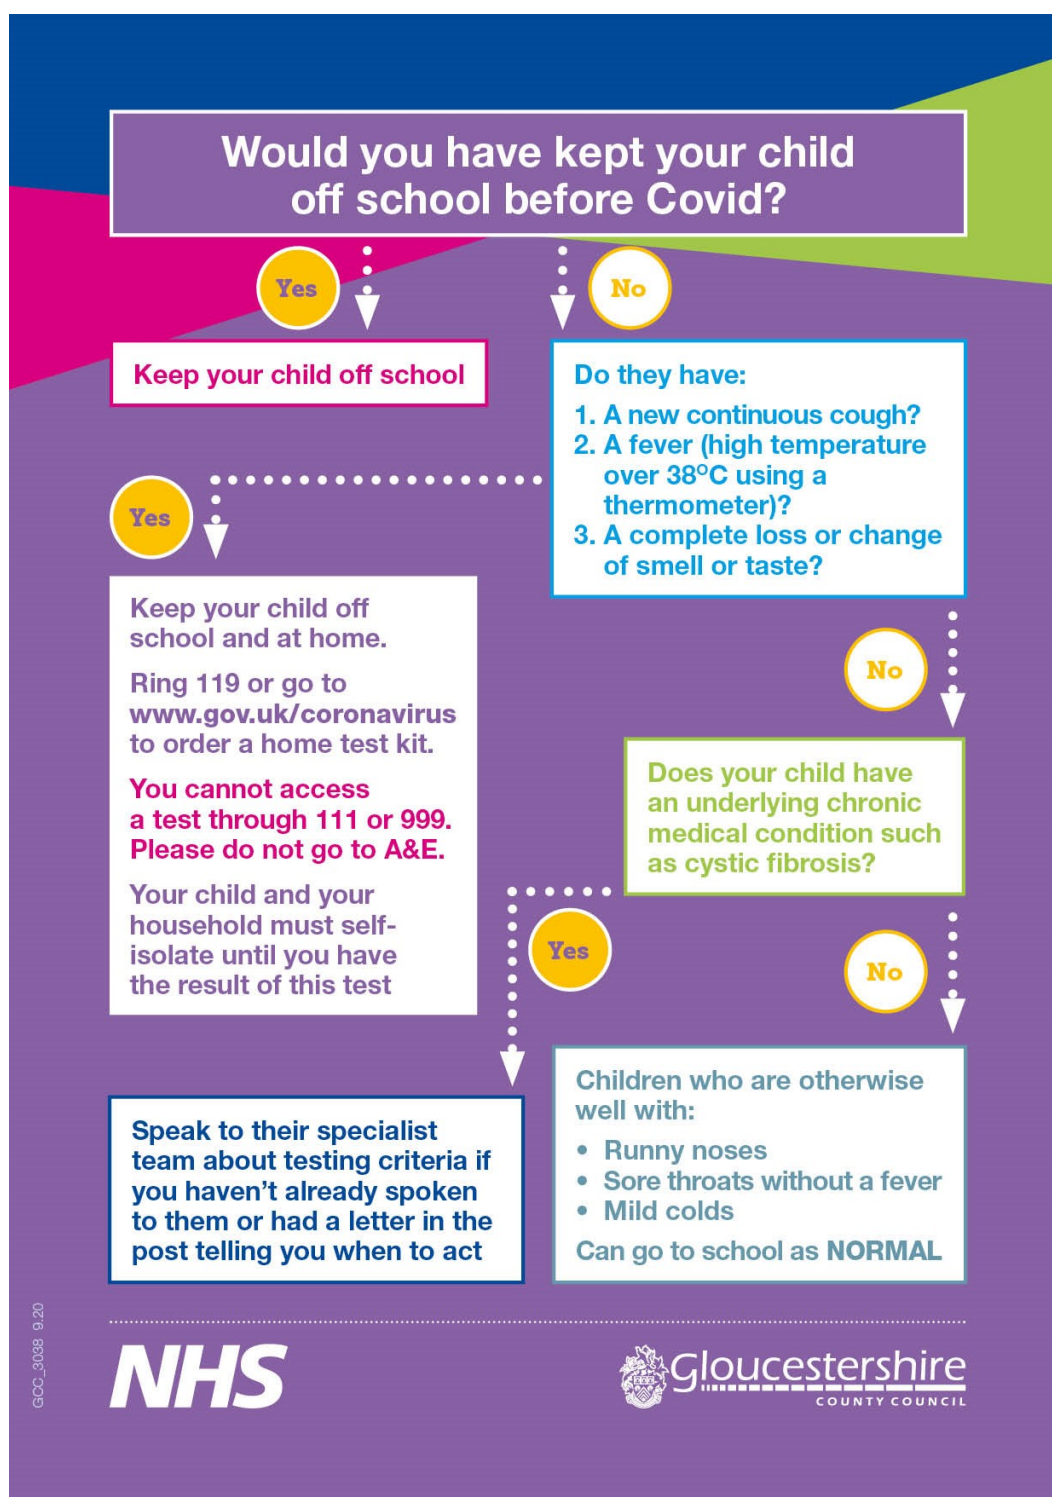 Would you have kept your child
off school before Covid?
Yes
No
Keep your child off school
Do they have:
1. A new continuous cough?
2. A fever (high temperature
over 38°C using a
thermometer)?
3. A complete loss or change
of smell or taste?
Yes
Keep your child off
school and at home.
Ring 119 or go to
www.gov.uk/coronavirus
to order a home test kit.
You cannot access
a test through 111 or 999.
Please do not go to A&E.
Your child and your
household must self-
isolate until you have
the result of this test
No
Does your child have
an underlying chronic
medical condition such
as cystic fibrosis?
Yes
No
Speak to their specialist
team about testing criteria if
you haven't already spoken
to them or had a letter in the
post telling you when to act
Children who are otherwise
well with:
• Runny noses
• Sore throats without a fever
• Mild colds
Can go to school as NORMAL
GCC_3038 9.20
NHS
Gloucestershire
COUNTY COUNCIL